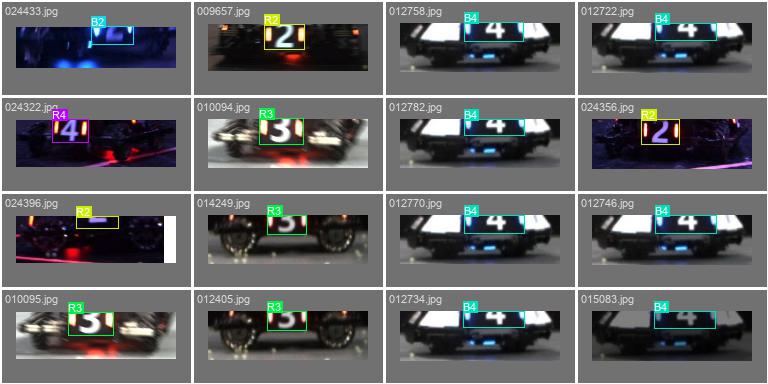 024433.jpg 009657.jpg 012758.jpg 012722.jpg
B2 R2 B4 B4
2 2 4 4
024322.jpg 010094.jpg 012782.jpg 024356.jpg
R4 R3 B4 R2
4 3 4 2
024396.jpg 014249.jpg 012770.jpg 012746.jpg
R2 R3 B4 B4
3 4 4
010095.jpg 012405.jpg 012734.jpg 015083.jpg
R3 R3 B4 B4
3 3 4 4